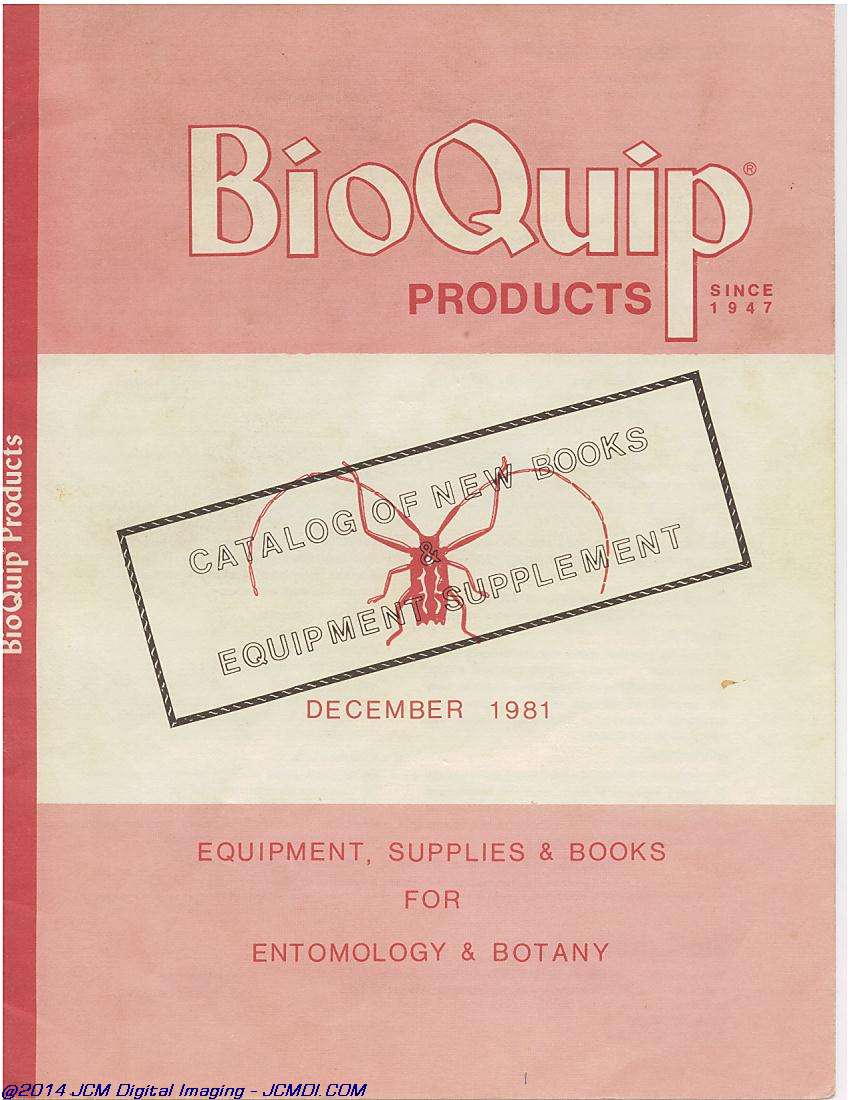 BioQuip®
PRODUCTS
SINCE
1947
CATALOG OF NEW BOOKS
&
EQUIPMENT SUPPLEMENT
DECEMBER 1981
EQUIPMENT, SUPPLIES & BOOKS
FOR
ENTOMOLOGY & BOTANY
BioQuip Products
@2014 JCM Digital Imaging - JCMDI.COM